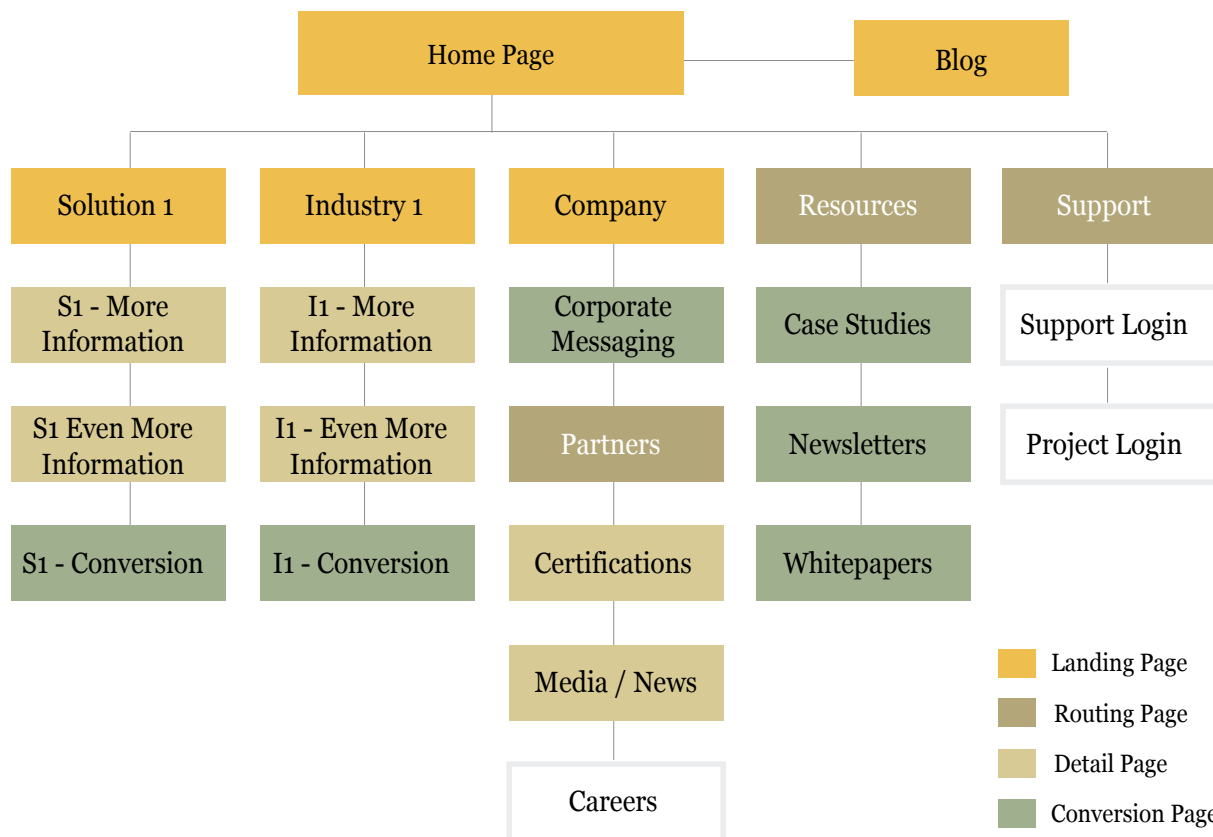 Home Page
Blog
Solution 1
Industry 1
Company
Resources
Support
S1 - More
Information
I1 - More
Information
Corporate
Messaging
Case Studies
Support Login
S1 Even More
Information
I1 - Even More
Information
Partners
Newsletters
Project Login
S1 - Conversion
I1 - Conversion
Certifications
Whitepapers
Media / News
Careers
Landing Page
Routing Page
Detail Page
Conversion Page